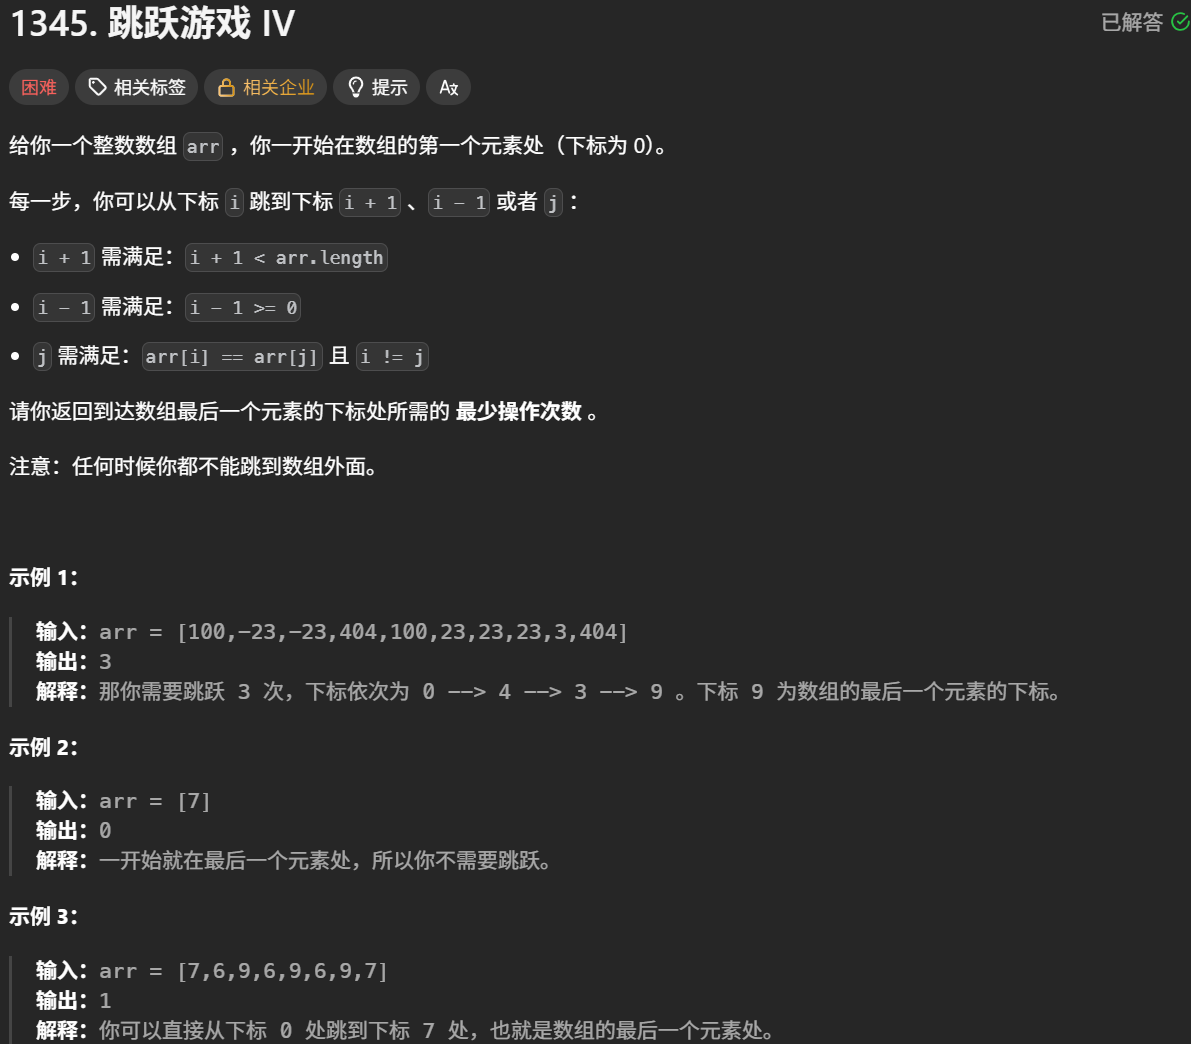 1345. 跳跃游戏 IV
已解答
困难 相关标签 相关企业 提示
给你一个整数数组 arr ，你一开始在数组的第一个元素处（下标为 0）。
每一步，你可以从下标 i 跳到下标 i + 1 、i - 1 或者 j ：
• i + 1 需满足：i + 1 < arr.length
• i - 1 需满足：i - 1 >= 0
• j 需满足：arr[i] == arr[j] 且 i != j
请你返回到达数组最后一个元素的下标处所需的 最少操作次数 。
注意：任何时候你都不能跳到数组外面。
示例 1：
输入：arr = [100,-23,-23,404,100,23,23,23,3,404]
输出：3
解释：那你需要跳跃 3 次，下标依次为 0 --> 4 --> 3 --> 9 。下标 9 为数组的最后一个元素的下标。
示例 2：
输入：arr = [7]
输出：0
解释：一开始就在最后一个元素处，所以你不需要跳跃。
示例 3：
输入：arr = [7,6,9,6,9,6,9,7]
输出：1
解释：你可以直接从下标 0 处跳到下标 7 处，也就是数组的最后一个元素处。